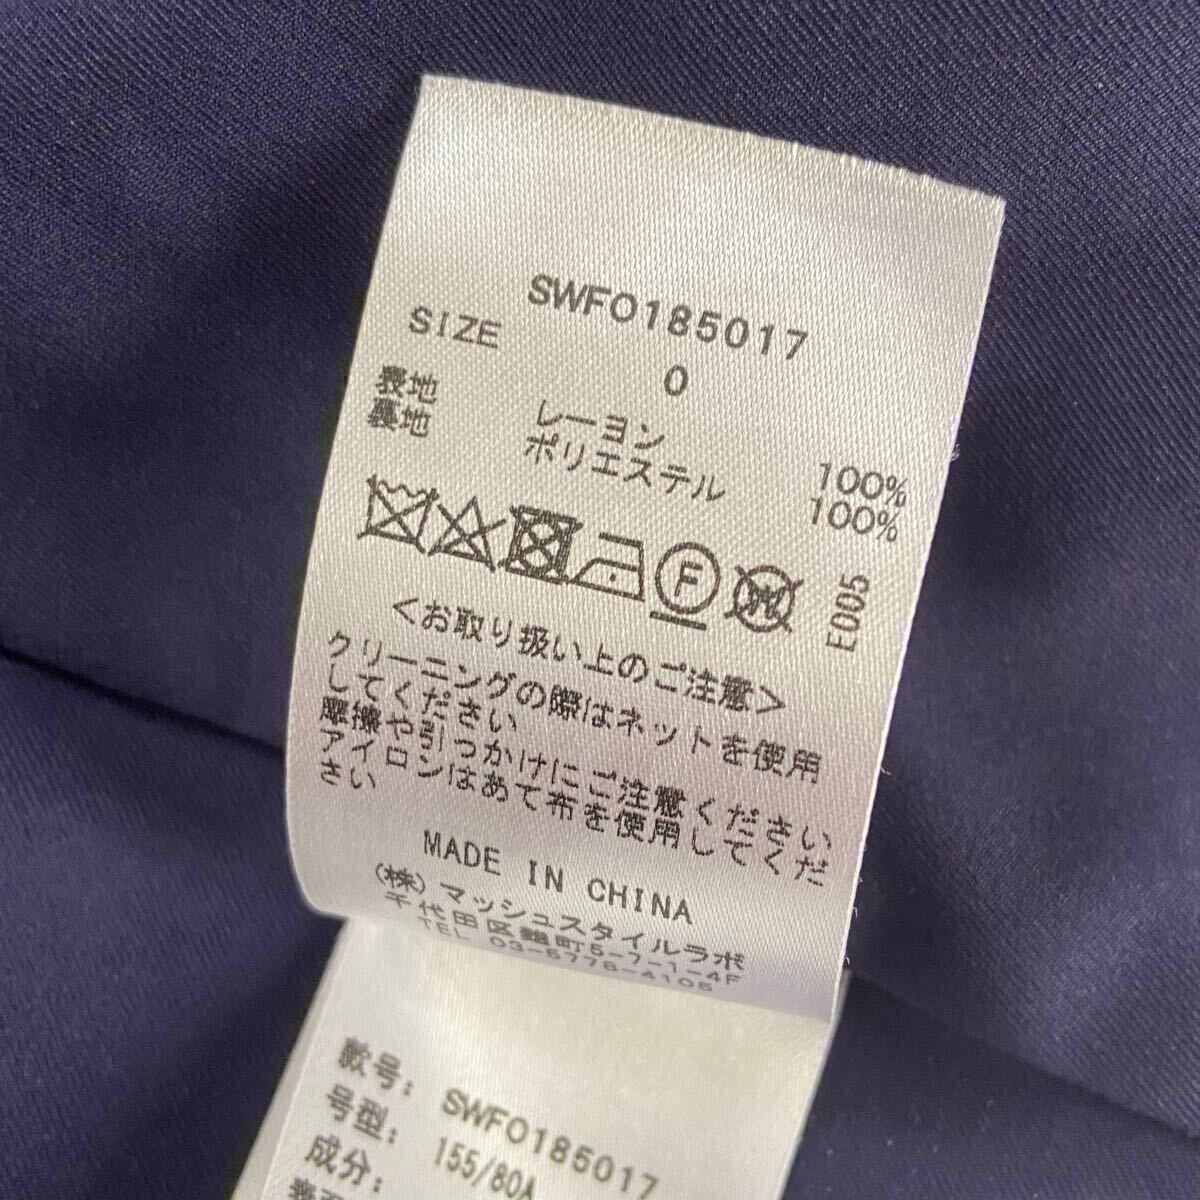 SWFO185017
SIZE 0
表地 レーヨン 100%
裏地 ポリエステル 100%
F
W
E005
<お取り扱い上のご注意>
クリーニングの際はネットを使用
してください
摩擦や引っかけにご注意ください
アイロンはあて布を使用してくだ
さい
MADE IN CHINA
(株)マッシュスタイルラボ
千代田区麹町5-7-1-4F
TEL 03-5778-4105
款号: SWFO185017
号型: 155/80A
成分: